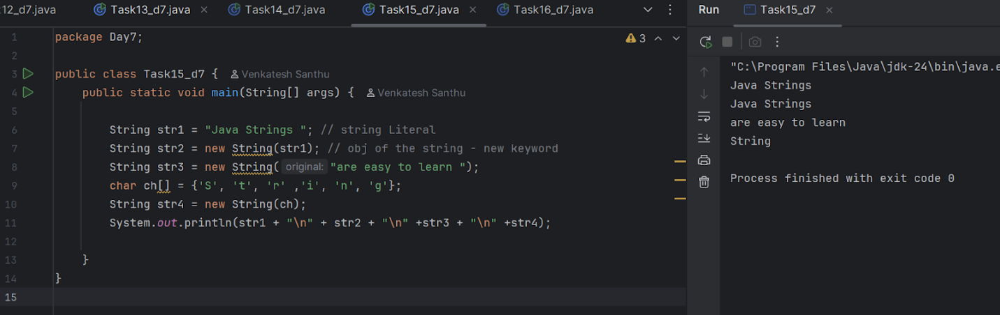 12_d7.java Task13_d7.java Task14_d7.java Task15_d7.java Task16_d7.java
Run Task15_d7
1 package Day7;
3
2
3 public class Task15_d7 { Venkatesh Santhu
4 public static void main(String[] args) { Venkatesh Santhu
5
6 String str1 = "Java Strings "; // string Literal
7 String str2 = new String(str1); // obj of the string - new keyword
8 String str3 = new String( original: "are easy to learn ");
9 char ch[] = {'S', 't', 'r' ,'i', 'n', 'g'};
10 String str4 = new String(ch);
11 System.out.println(str1 + "\n" + str2 + "\n" +str3 + "\n" +str4);
12
13 }
14 }
15
"C:\Program Files\Java\jdk-24\bin\java.e
Java Strings
Java Strings
are easy to learn
String
Process finished with exit code 0